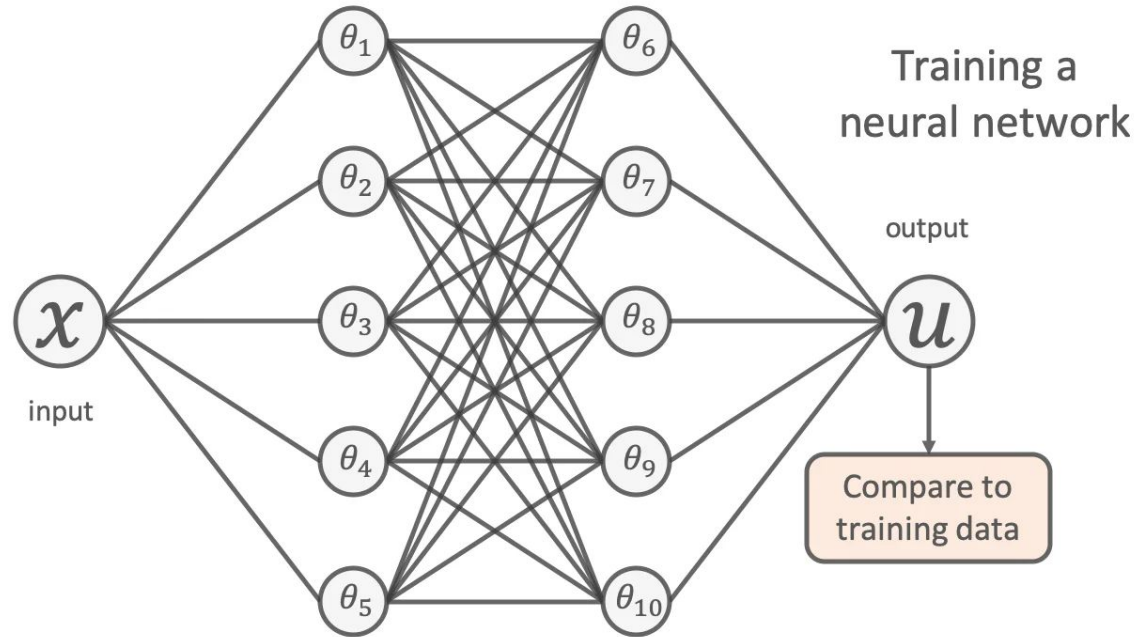 θ₁
θ₆
Training a
neural network
θ₂
θ₇
output
x
θ₃
θ₈
u
input
θ₄
θ₉
Compare to
training data
θ₅
θ₁₀